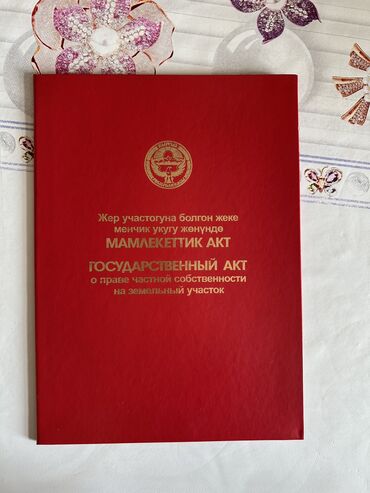 Жер участогуна болгон жеке
менчик укугу жөнүндө
МАМЛЕКЕТТИК АКТ
ГОСУДАРСТВЕННЫЙ АКТ
о праве частной собственности
на земельный участок